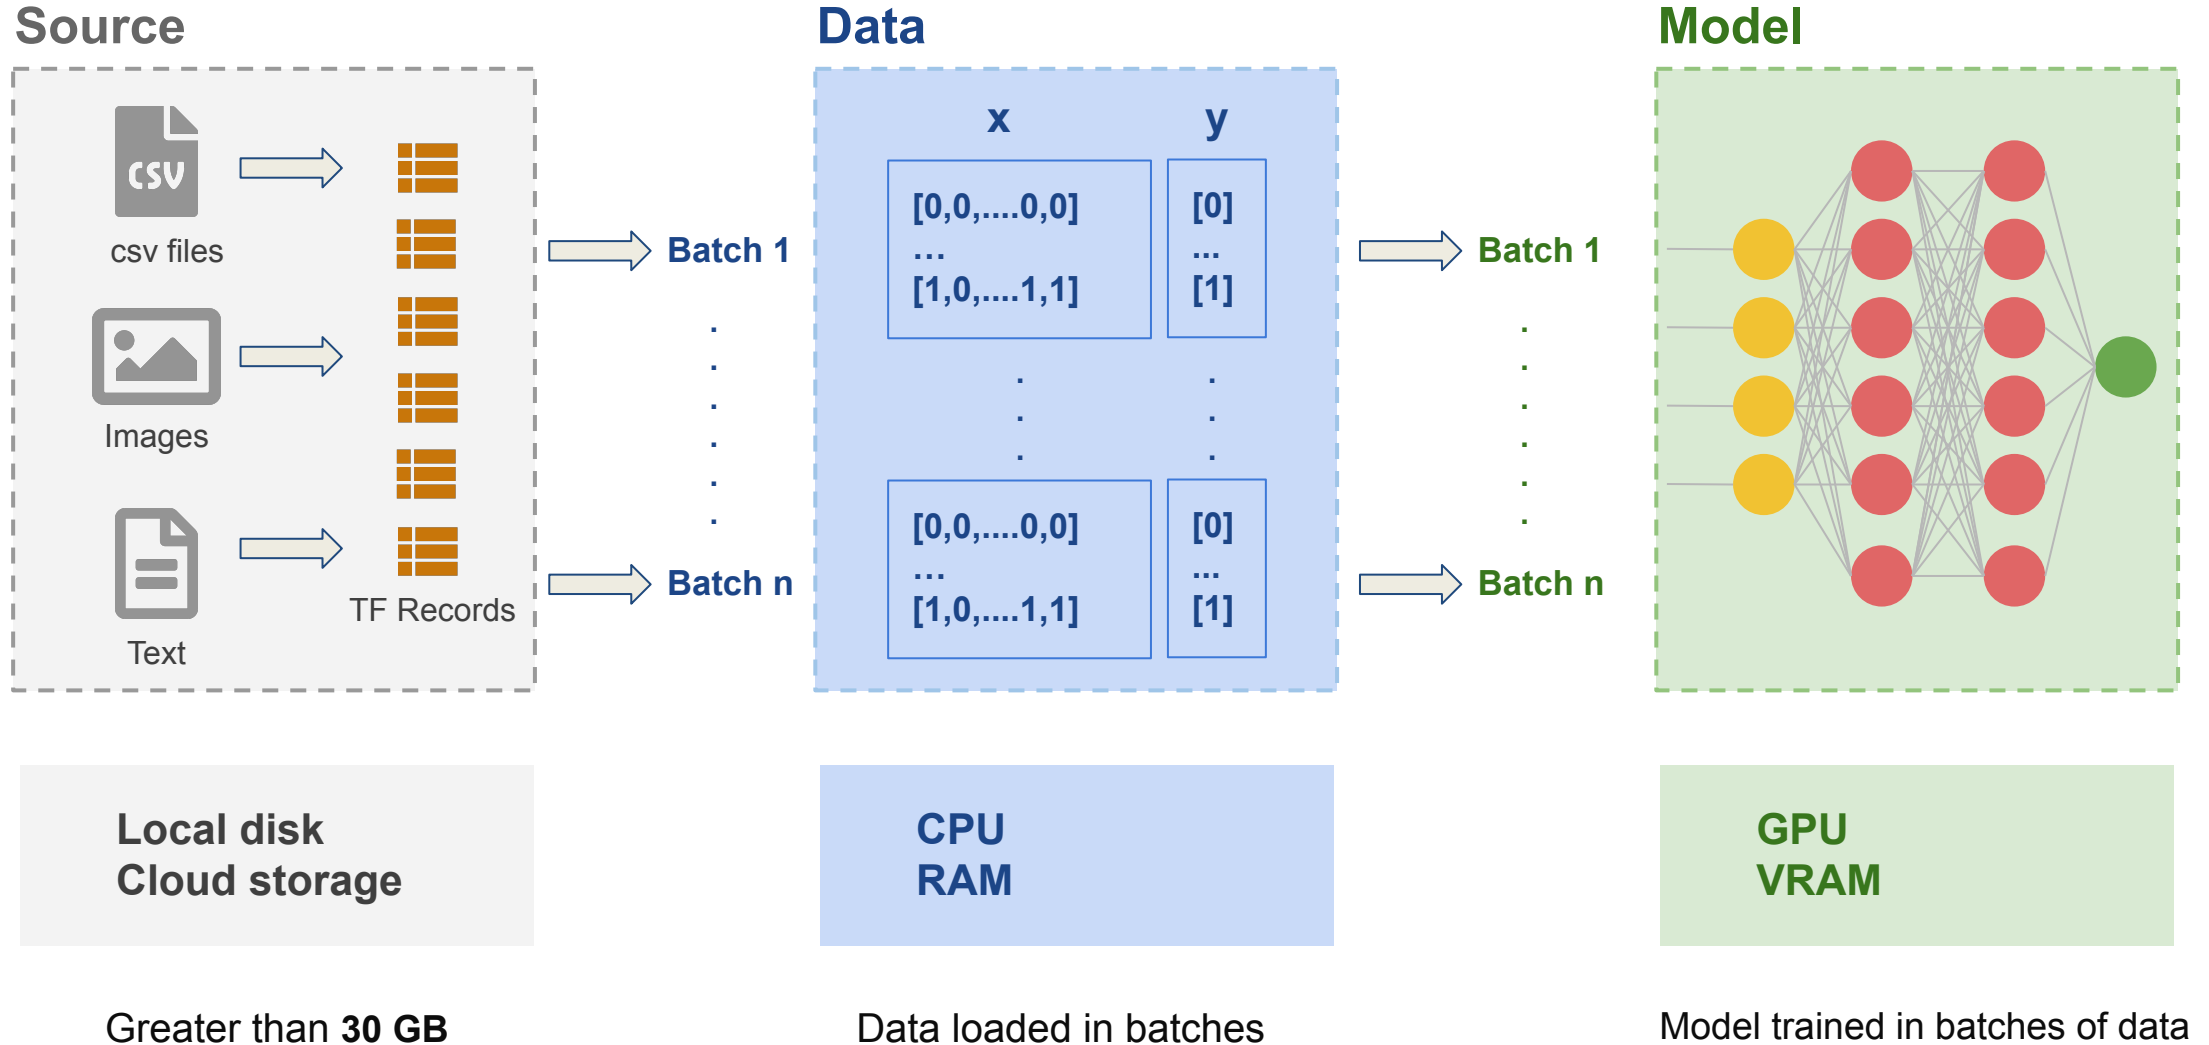 Source
CSV
csv files
Images
Text
TF Records
Batch 1
.
.
.
.
.
.
Batch n
Data
x
y
[0,0,....0,0]
[0]
...
...
[1,0,....1,1]
[1]
.
.
.
.
.
.
[0,0,....0,0]
[0]
...
...
[1,0,....1,1]
[1]
Batch 1
.
.
.
.
.
.
Batch n
Model
Local disk
Cloud storage
CPU
RAM
GPU
VRAM
Greater than 30 GB
Data loaded in batches
Model trained in batches of data